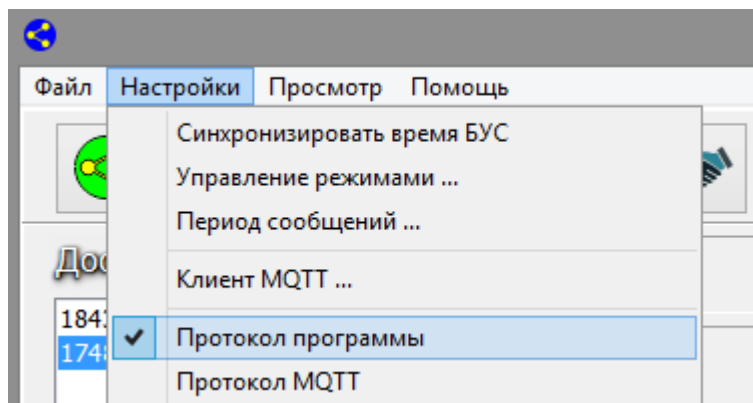 Файл Настройки Просмотр Помощь
Синхронизировать время БУС
Управление режимами ...
Период сообщений ...
Клиент MQTT ...
Протокол программы
Протокол MQTT